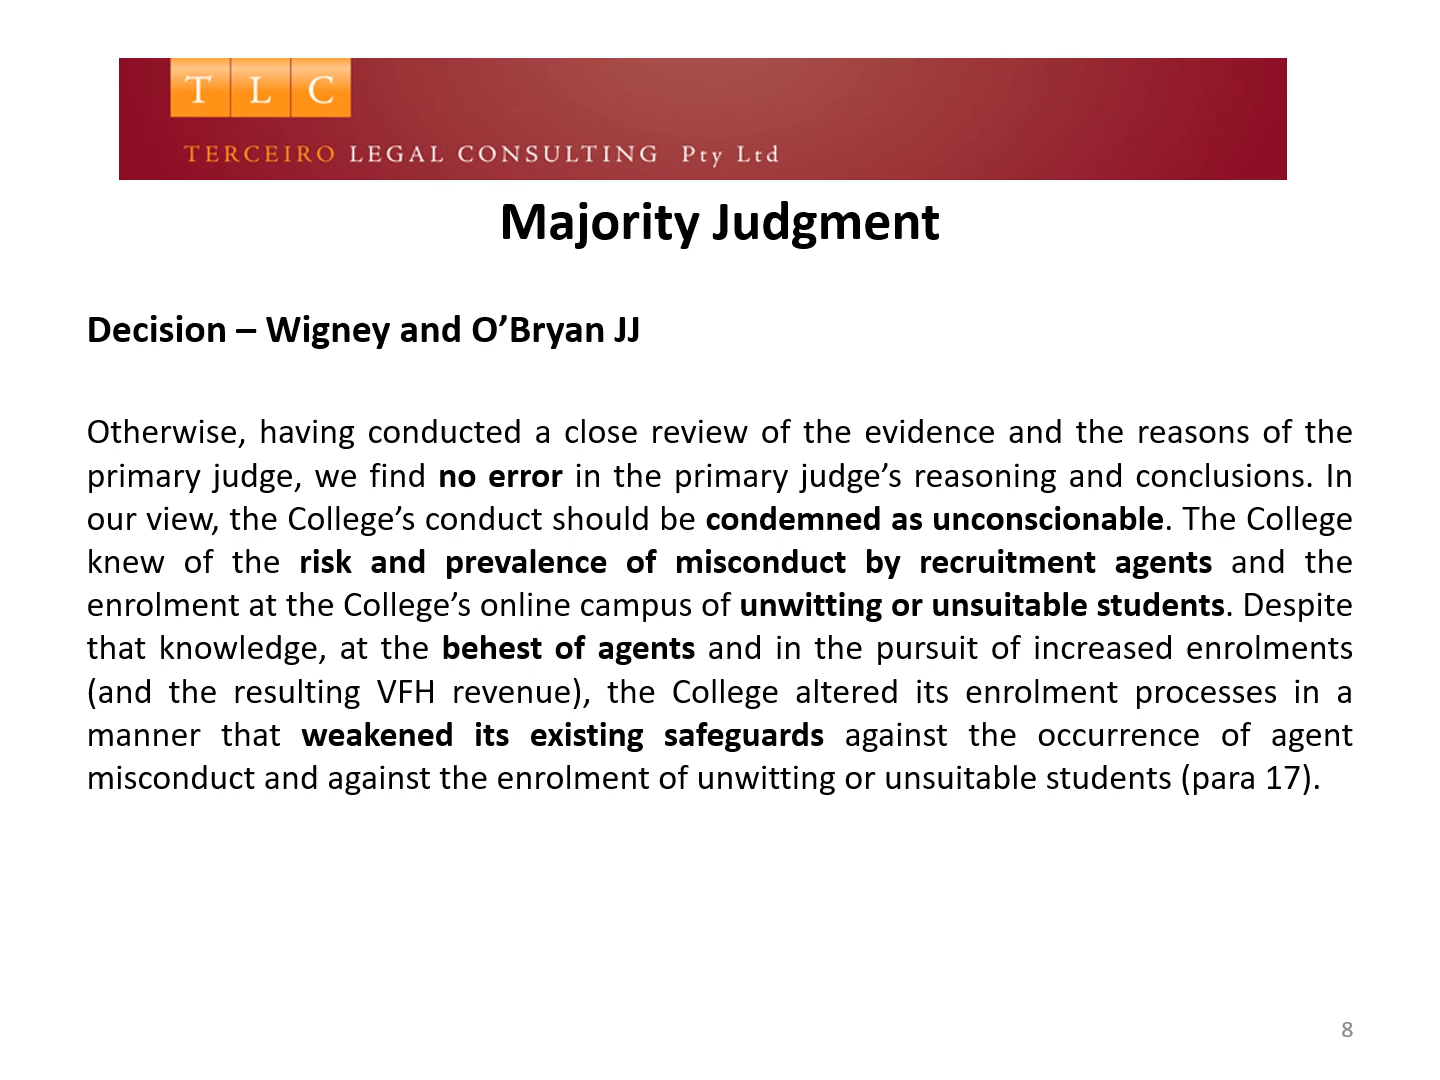 T L C
TERCEIRO LEGAL CONSULTING Pty Ltd
Majority Judgment
Decision – Wigney and O’Bryan JJ
Otherwise, having conducted a close review of the evidence and the reasons of the
primary judge, we find no error in the primary judge’s reasoning and conclusions. In
our view, the College’s conduct should be condemned as unconscionable. The College
knew of the risk and prevalence of misconduct by recruitment agents and the
enrolment at the College’s online campus of unwitting or unsuitable students. Despite
that knowledge, at the behest of agents and in the pursuit of increased enrolments
(and the resulting VFH revenue), the College altered its enrolment processes in a
manner that weakened its existing safeguards against the occurrence of agent
misconduct and against the enrolment of unwitting or unsuitable students (para 17).
8